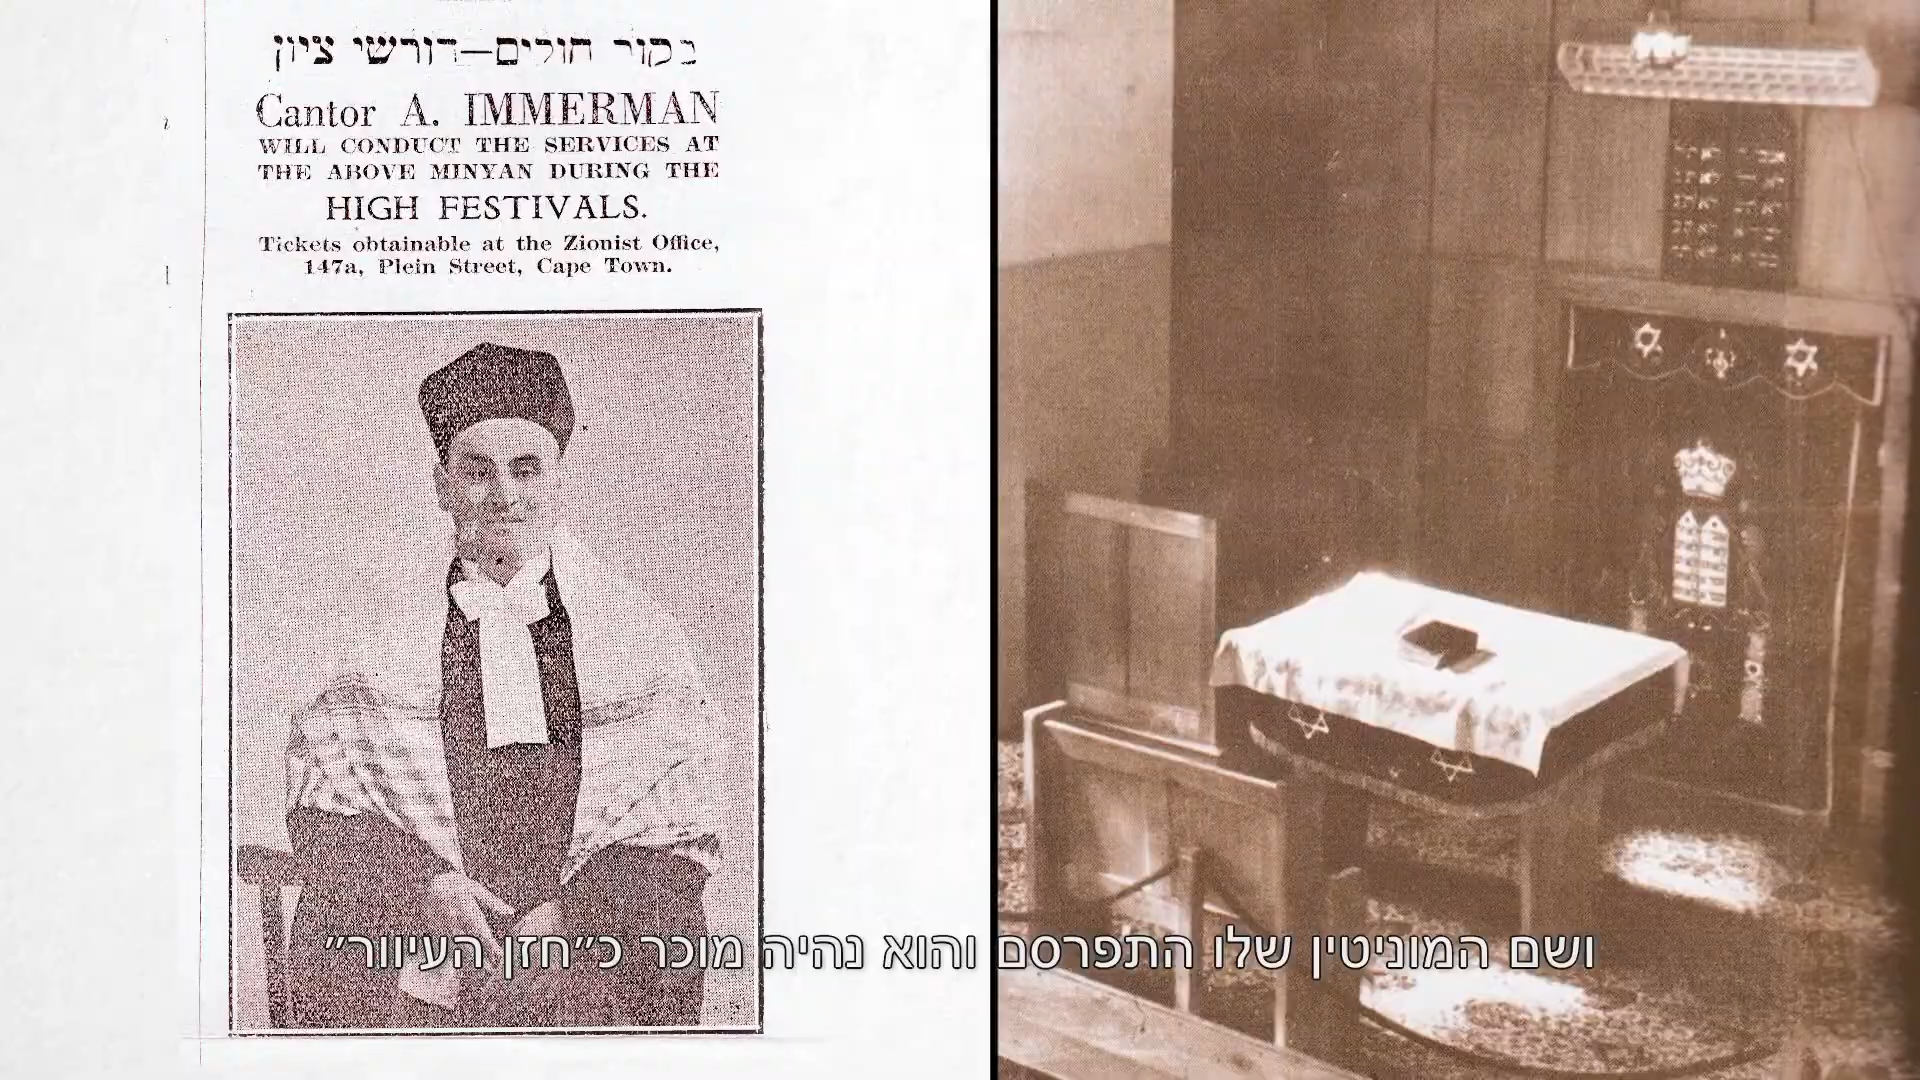 בקור חולים—דורשי ציון
Cantor A. IMMERMAN
WILL CONDUCT THE SERVICES AT
THE ABOVE MINYAN DURING THE
HIGH FESTIVALS.
Tickets obtainable at the Zionist Office,
147a, Plein Street, Cape Town.
ושם המוניטין שלו התפרסם והוא נהיה מוכר כ״חזן העיוור״